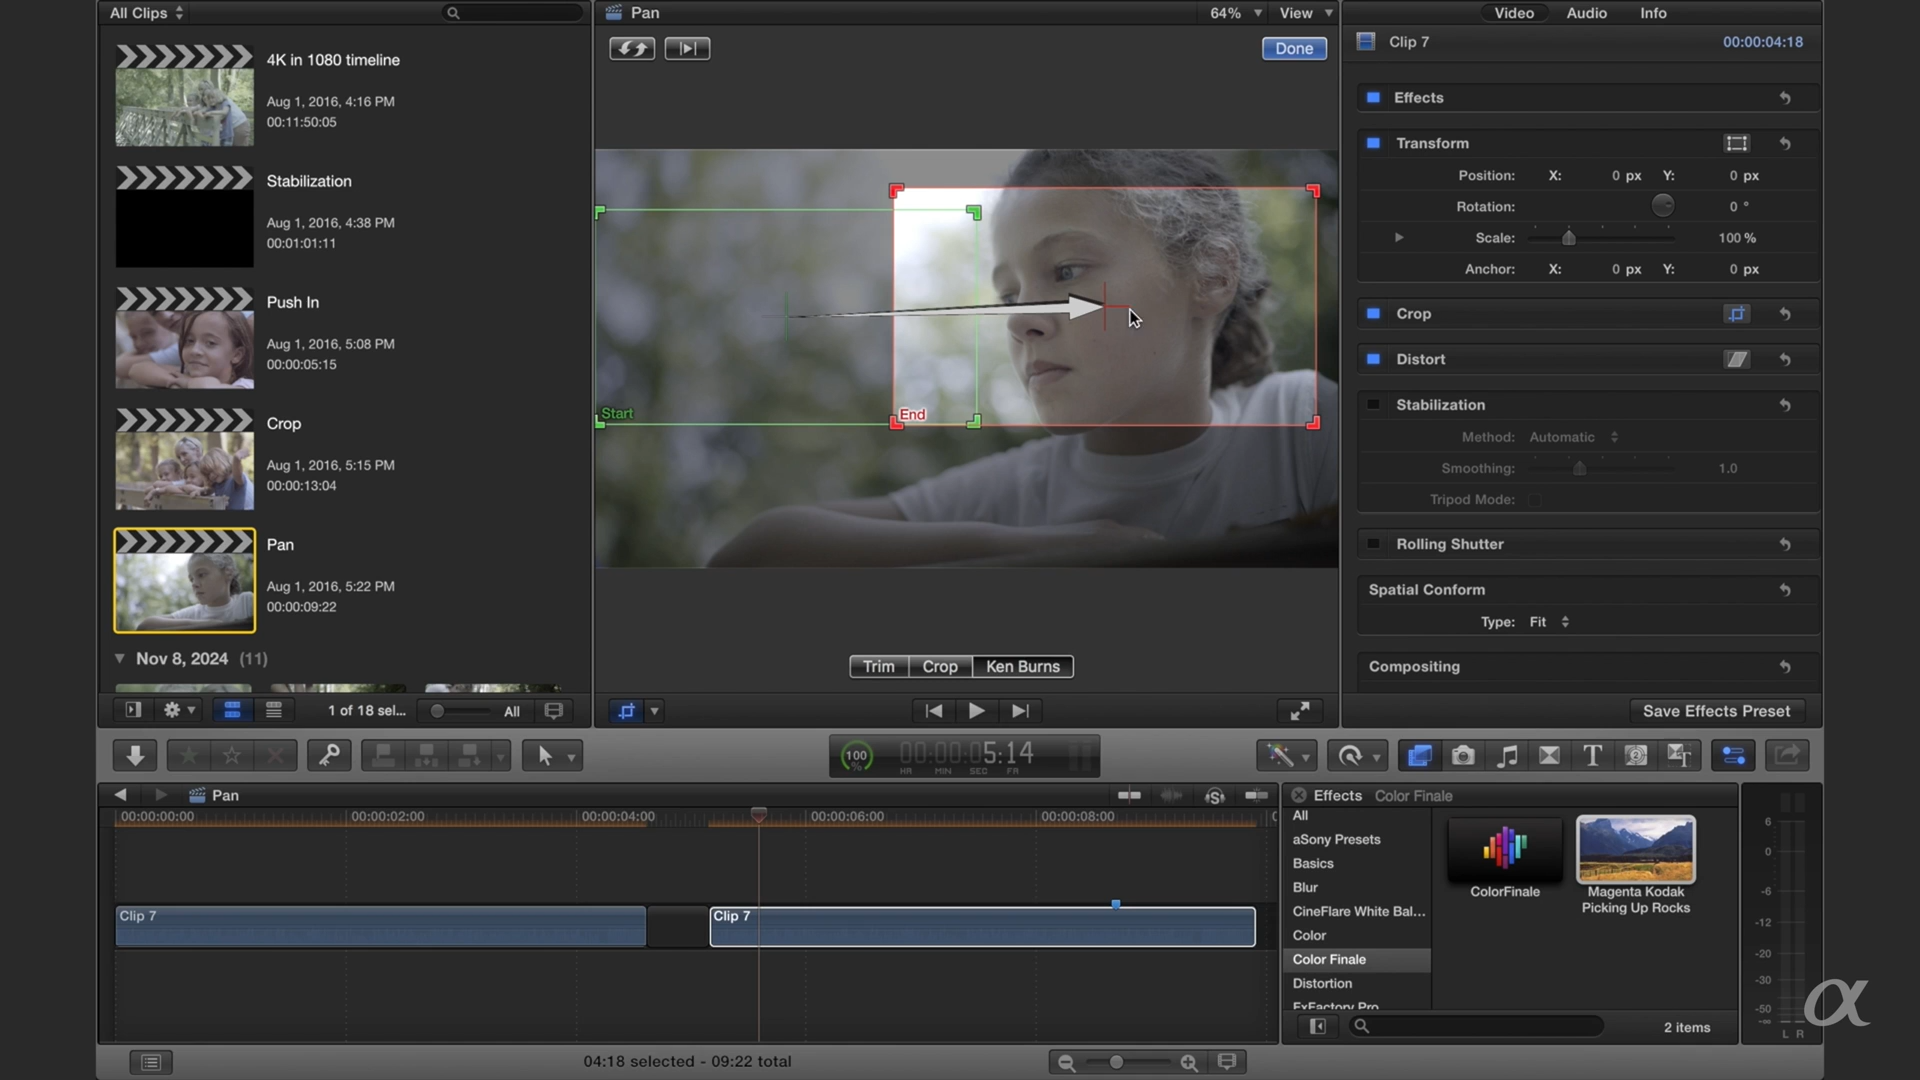 All Clips
4K in 1080 timeline
Aug 1, 2016, 4:16 PM
00:11:50:05
Stabilization
Aug 1, 2016, 4:38 PM
00:01:01:11
Push In
Aug 1, 2016, 5:08 PM
00:00:05:15
Crop
Aug 1, 2016, 5:15 PM
00:00:13:04
Pan
Aug 1, 2016, 5:22 PM
00:00:09:22
Nov 8, 2024 (11)
1 of 18 sel...
All
Pan
64%
View
Done
Start
End
Trim
Crop
Ken Burns
Video
Audio
Info
Clip 7
00:00:04:18
Effects
Transform
Position: X: 0 px Y: 0 px
Rotation: 0 °
Scale: 100 %
Anchor: X: 0 px Y: 0 px
Crop
Distort
Stabilization
Method: Automatic
Smoothing: 1.0
Tripod Mode:
Rolling Shutter
Spatial Conform
Type: Fit
Compositing
Save Effects Preset
100 %
00:00:05:14
HR MIN SEC FR
Pan
00:00:00:00
00:00:02:00
00:00:04:00
00:00:06:00
00:00:08:00
Clip 7
Clip 7
Effects
Color Finale
All
aSony Presets
Basics
Blur
CineFlare White Bal...
Color
Color Finale
Distortion
FxFactory Pro
ColorFinale
Magenta Kodak
Picking Up Rocks
2 items
6
0
-6
-12
-20
-30
-50
-∞
L R
α
04:18 selected - 09:22 total